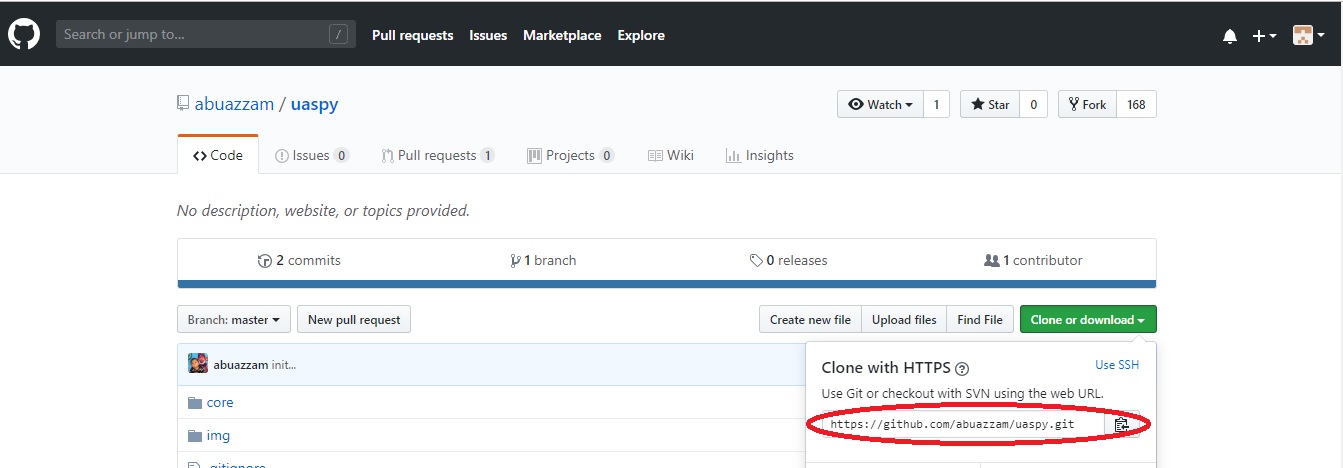 Search or jump to... / Pull requests Issues Marketplace Explore
abuazzam / uaspy Watch 1 Star 0 Fork 168
Code Issues 0 Pull requests 1 Projects 0 Wiki Insights
No description, website, or topics provided.
2 commits 1 branch 0 releases 1 contributor
Branch: master New pull request Create new file Upload files Find File Clone or download
abuazzam init...
Clone with HTTPS ? Use SSH
Use Git or checkout with SVN using the web URL.
core
https://github.com/abuazzam/uaspy.git
img
.gitignore